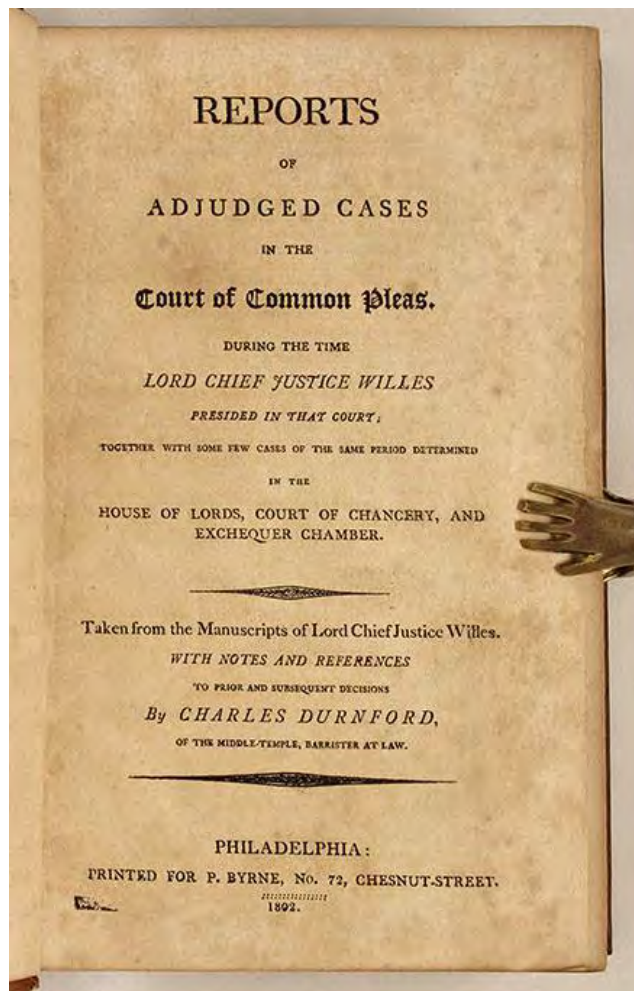 REPORTS
OF
ADJUDGED CASES
IN THE
Court of Common Pleas.
DURING THE TIME
LORD CHIEF JUSTICE WILLES
PRESIDED IN THAT COURT;
TOGETHER WITH SOME FEW CASES OF THE SAME PERIOD DETERMINED
IN THE
HOUSE OF LORDS, COURT OF CHANCERY, AND
EXCHEQUER CHAMBER.
Taken from the Manuscripts of Lord Chief Justice Willes.
WITH NOTES AND REFERENCES
TO PRIOR AND SUBSEQUENT DECISIONS
By CHARLES DURNFORD,
OF THE MIDDLE-TEMPLE, BARRISTER AT LAW.
PHILADELPHIA:
PRINTED FOR P. BYRNE, No. 72, CHESNUT-STREET.
1802.